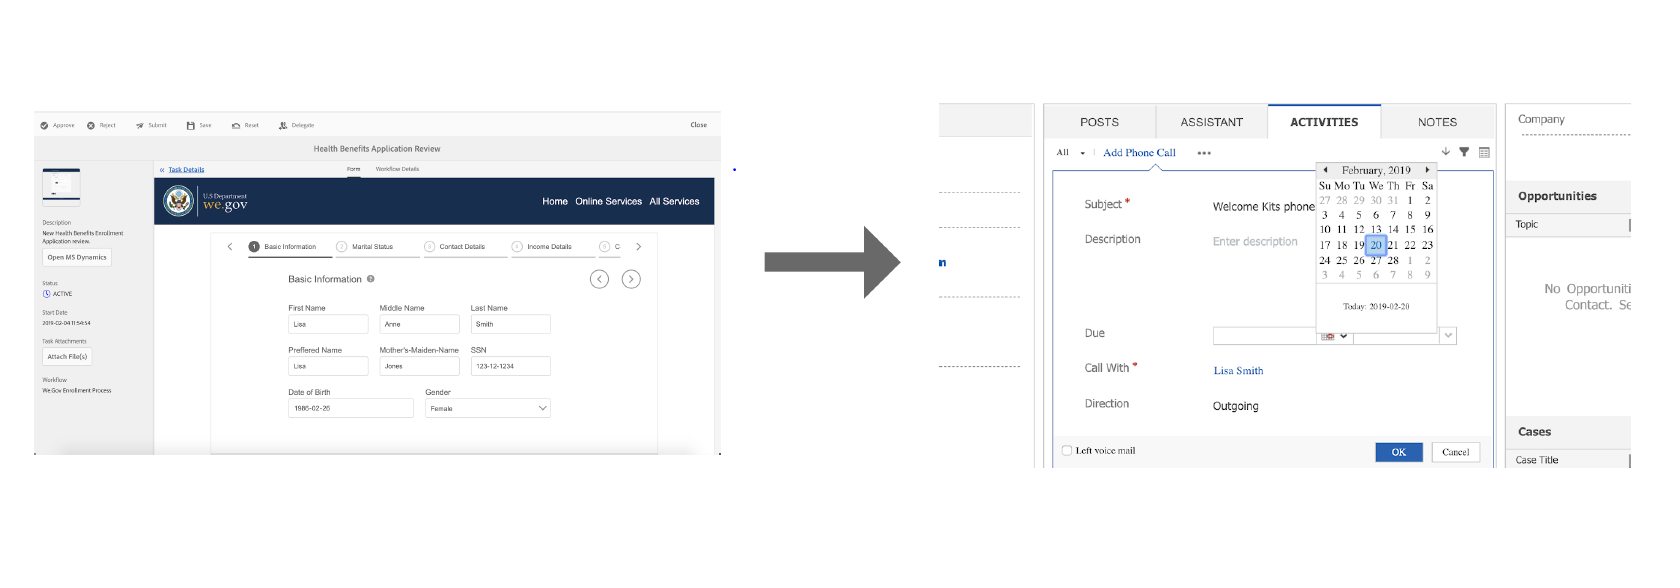 Approve Reject Submit Save Reset Delegate Close
Health Benefits Application Review
« Task Details Form Workflow Details
U.S Department
we.gov
Home Online Services All Services
Description
New Health Benefits Enrollment
Application review.
Open MS Dynamics
Status
ACTIVE
Start Date
2019-02-04:11:54:54
Task Attachments
Attach File(s)
Workflow
We.Gov Enrollment Process
1 Basic Information 2 Marital Status 3 Contact Details 4 Income Details 5 C
Basic Information ?
First Name Middle Name Last Name
Lisa Anne Smith
Preffered Name Mother's-Maiden-Name SSN
Lisa Jones 123-12-1234
Date of Birth Gender
1986-02-26 Female
n
POSTS ASSISTANT ACTIVITIES NOTES
All Add Phone Call •••
Subject * Welcome Kits phone
Description Enter description
February, 2019
Su Mo Tu We Th Fr Sa
27 28 29 30 31 1 2
3 4 5 6 7 8 9
10 11 12 13 14 15 16
17 18 19 20 21 22 23
24 25 26 27 28 1 2
3 4 5 6 7 8 9
Today: 2019-02-20
Due
Call With * Lisa Smith
Direction Outgoing
Left voice mail OK Cancel
Company
Opportunities
Topic
No Opportuniti
Contact. Se
Cases
Case Title